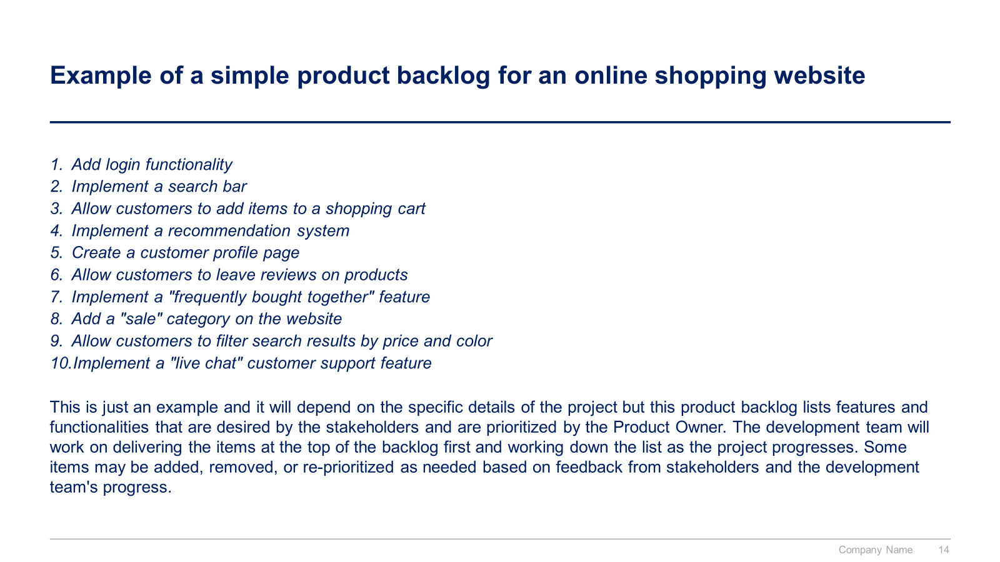 Example of a simple product backlog for an online shopping website
1. Add login functionality
2. Implement a search bar
3. Allow customers to add items to a shopping cart
4. Implement a recommendation system
5. Create a customer profile page
6. Allow customers to leave reviews on products
7. Implement a "frequently bought together" feature
8. Add a "sale" category on the website
9. Allow customers to filter search results by price and color
10.Implement a "live chat" customer support feature
This is just an example and it will depend on the specific details of the project but this product backlog lists features and
functionalities that are desired by the stakeholders and are prioritized by the Product Owner. The development team will
work on delivering the items at the top of the backlog first and working down the list as the project progresses. Some
items may be added, removed, or re-prioritized as needed based on feedback from stakeholders and the development
team's progress.
Company Name 14